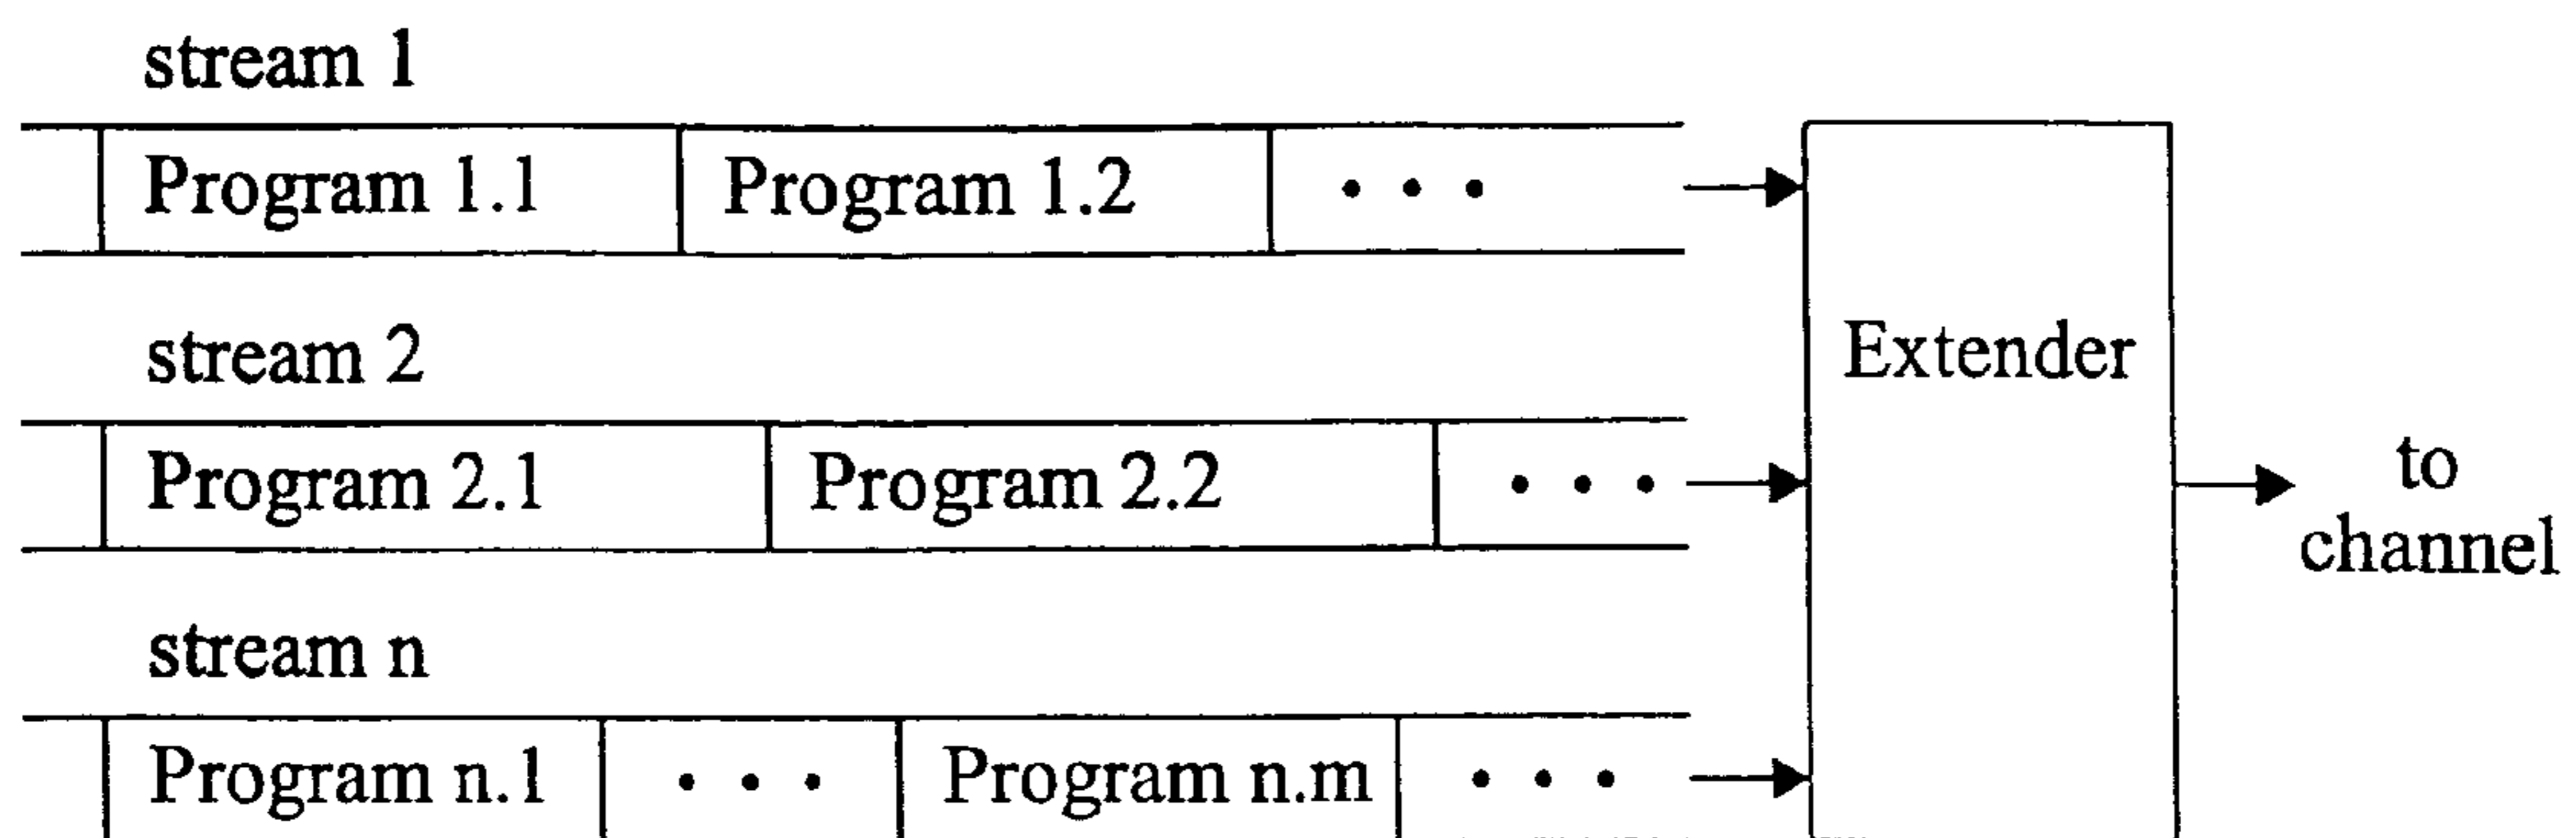 stream 1
Program 1.1 Program 1.2 • • •
stream 2
Extender
Program 2.1 Program 2.2 • • •
to
channel
stream n
Program n.1 • • • Program n.m • • •